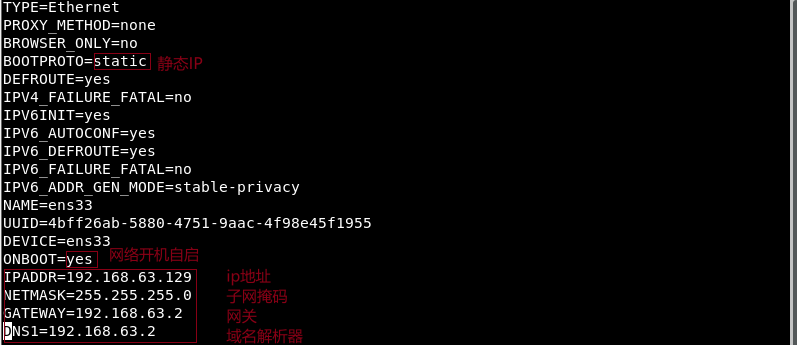 TYPE=Ethernet
PROXY_METHOD=none
BROWSER_ONLY=no
BOOTPROTO=static 静态IP
DEFROUTE=yes
IPV4_FAILURE_FATAL=no
IPV6INIT=yes
IPV6_AUTOCONF=yes
IPV6_DEFROUTE=yes
IPV6_FAILURE_FATAL=no
IPV6_ADDR_GEN_MODE=stable-privacy
NAME=ens33
UUID=4bff26ab-5880-4751-9aac-4f98e45f1955
DEVICE=ens33
ONBOOT=yes 网络开机自启
IPADDR=192.168.63.129 ip地址
NETMASK=255.255.255.0 子网掩码
GATEWAY=192.168.63.2 网关
DNS1=192.168.63.2 域名解析器